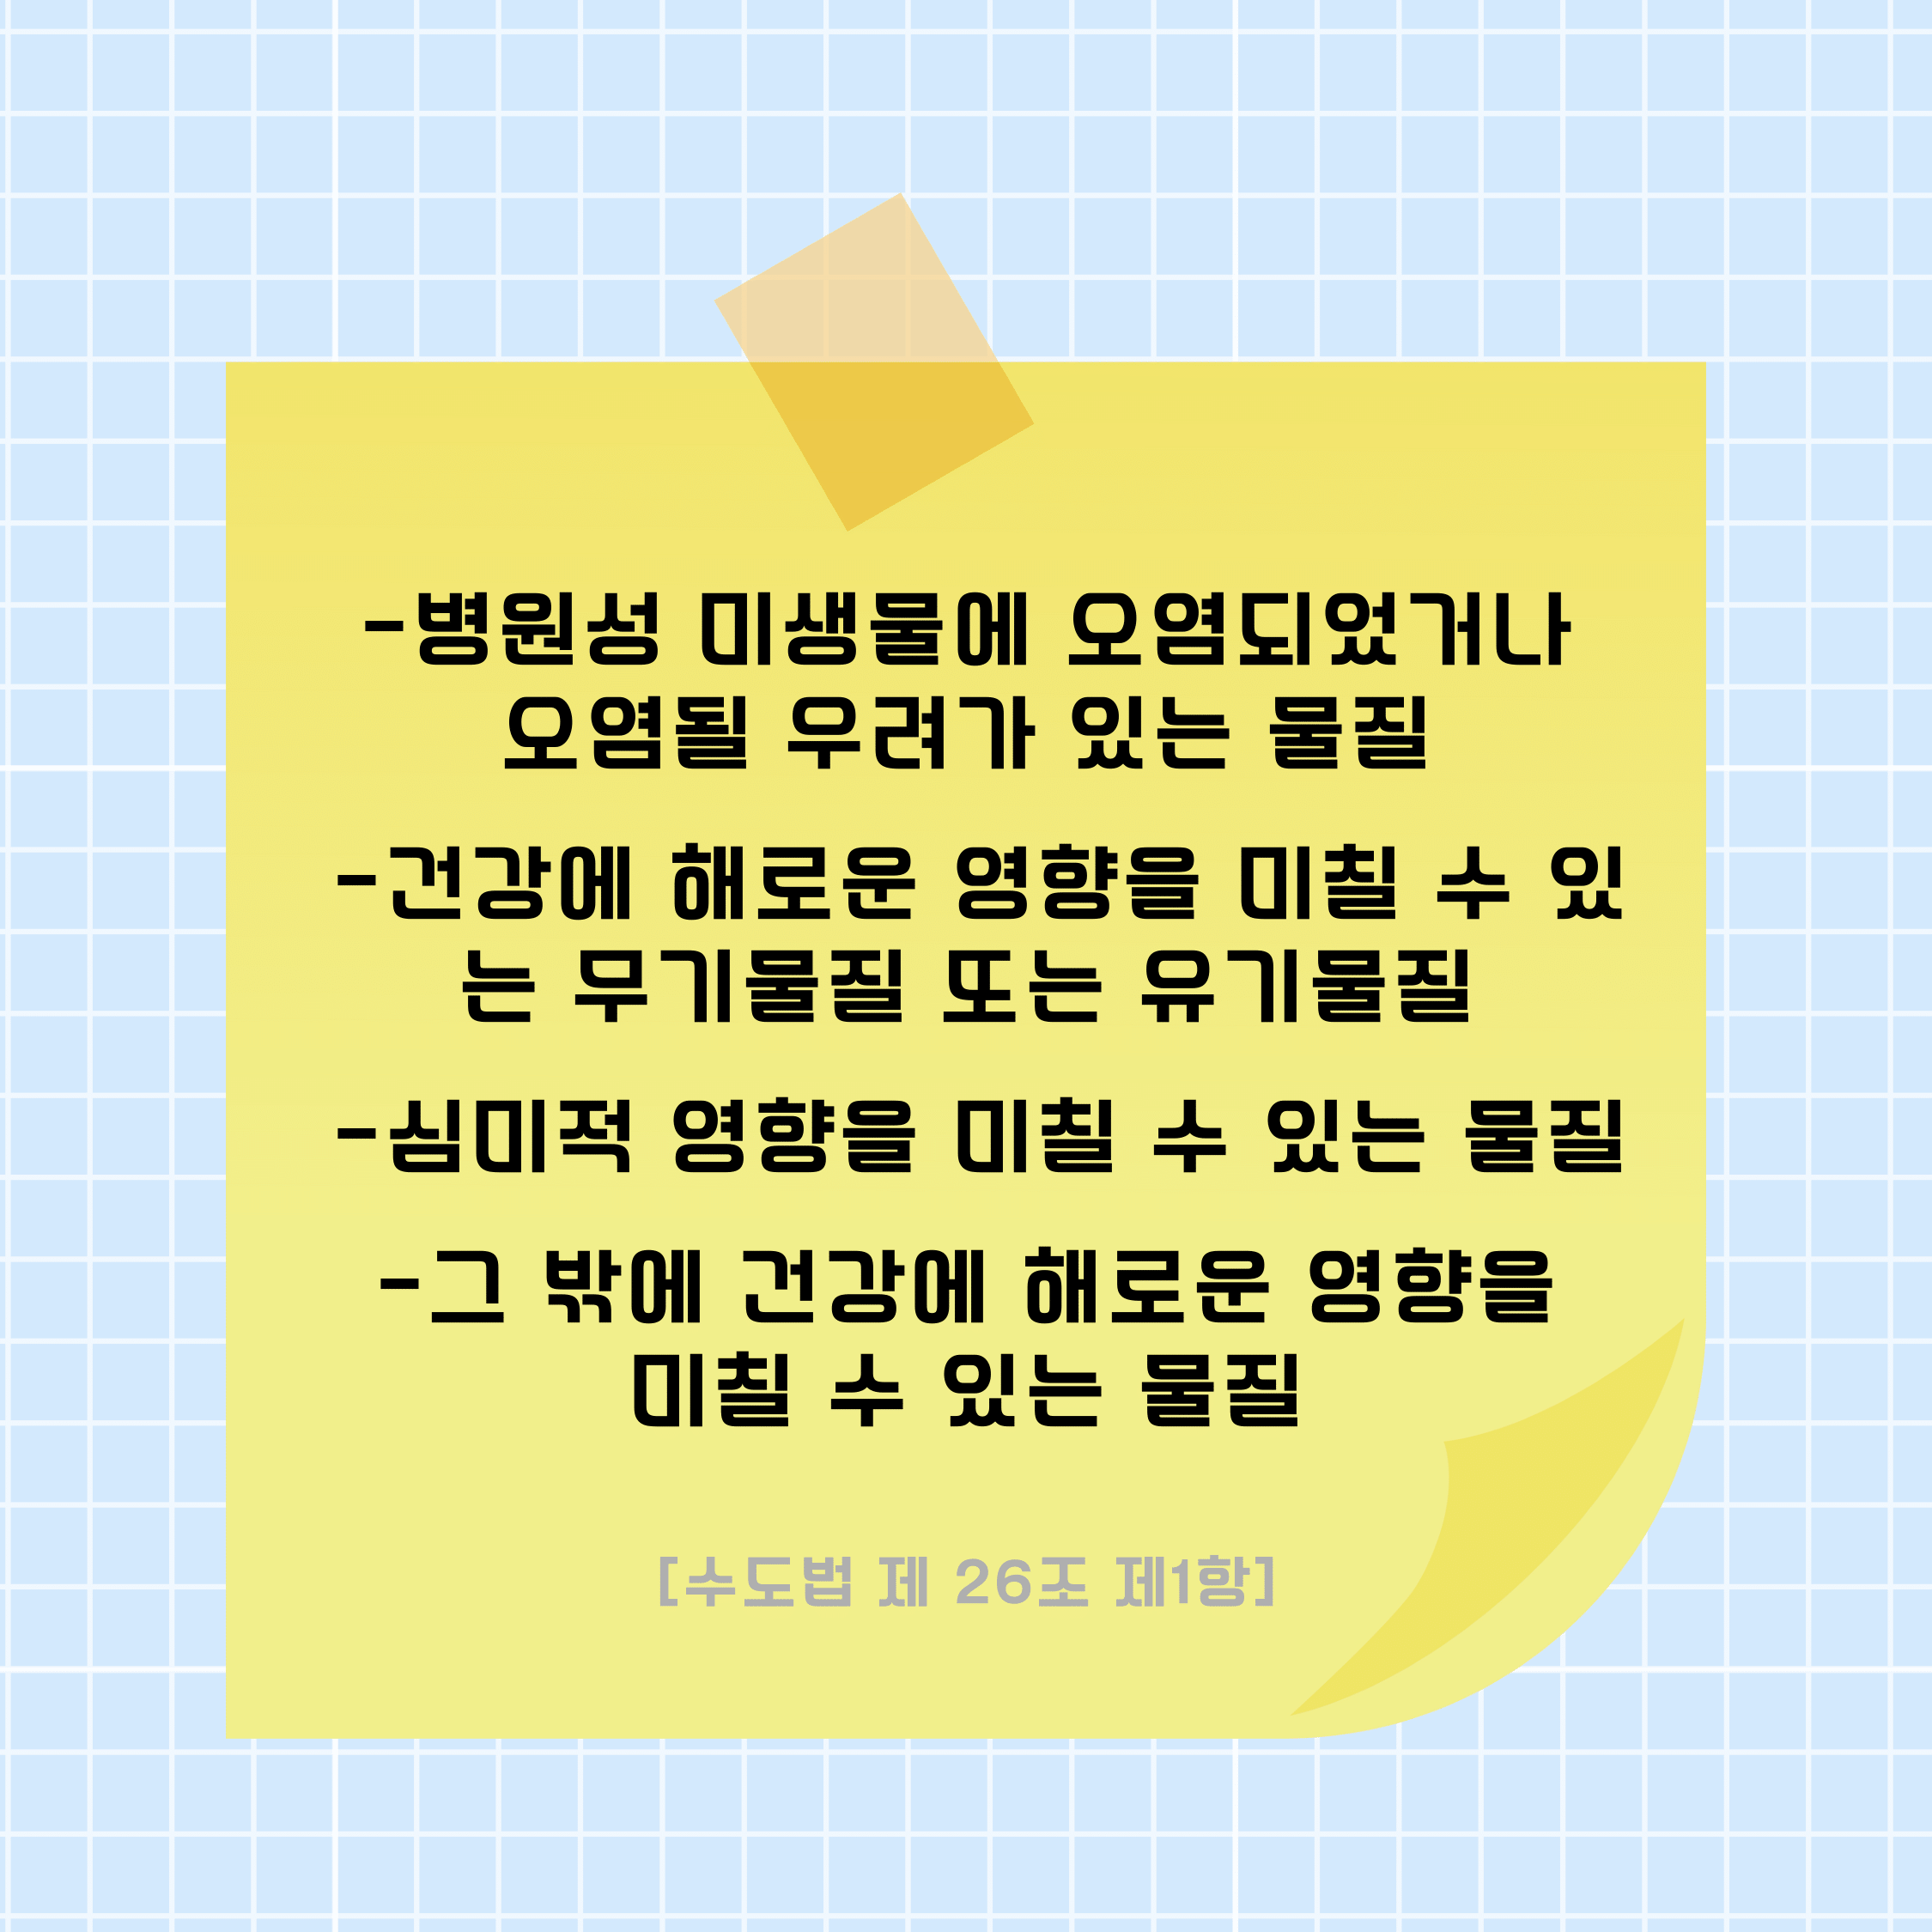 -병원성 미생물에 오염되었거나
오염될 우려가 있는 물질
-건강에 해로운 영향을 미칠 수 있
는 무기물질 또는 유기물질
-심미적 영향을 미칠 수 있는 물질
-그 밖에 건강에 해로운 영향을
미칠 수 있는 물질
[수도법 제 26조 제1항]